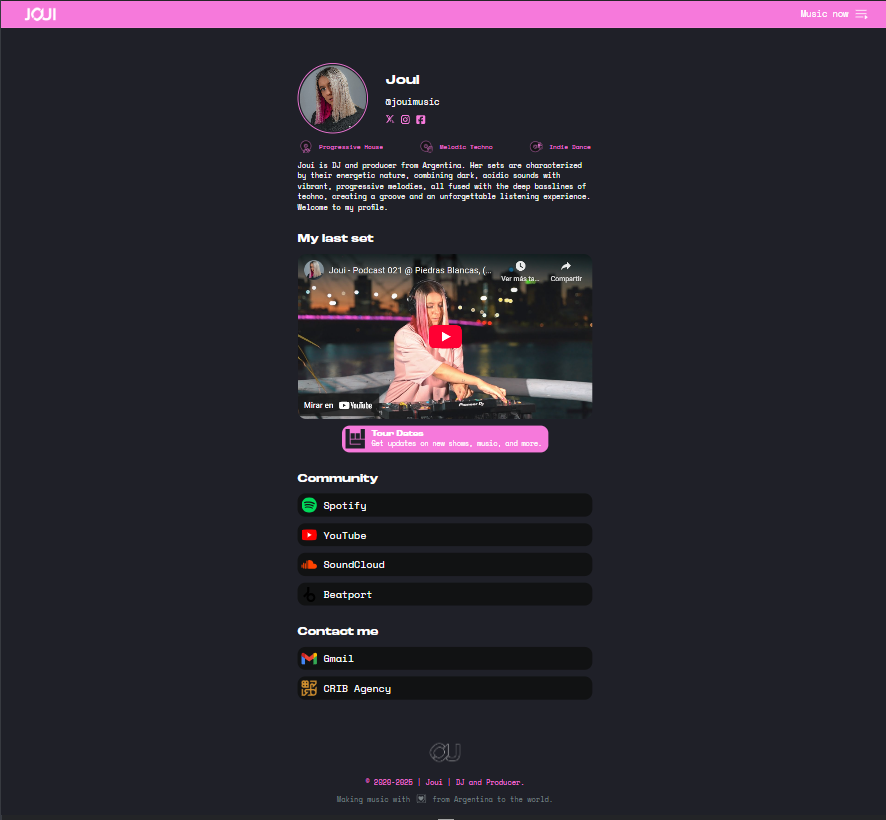 JOUI
Music now
Joui
@jouimusic
Progressive House
Melodic Techno
Indie Dance
Joui is DJ and producer from Argentina. Her sets are characterized
by their energetic nature, combining dark, acidic sounds with
vibrant, progressive melodies, all fused with the deep basslines of
techno, creating a groove and an unforgettable listening experience.
Welcome to my profile.
My last set
Joui - Podcast 021 @ Piedras Blancas, (...
Ver más ta...
Compartir
Mirar en YouTube
Pioneer Dj
Tour Dates
Get updates on new shows, music, and more.
Community
Spotify
YouTube
SoundCloud
Beatport
Contact me
Gmail
CRIB Agency
OU
© 2020-2025 | Joui | DJ and Producer.
Making music with from Argentina to the world.